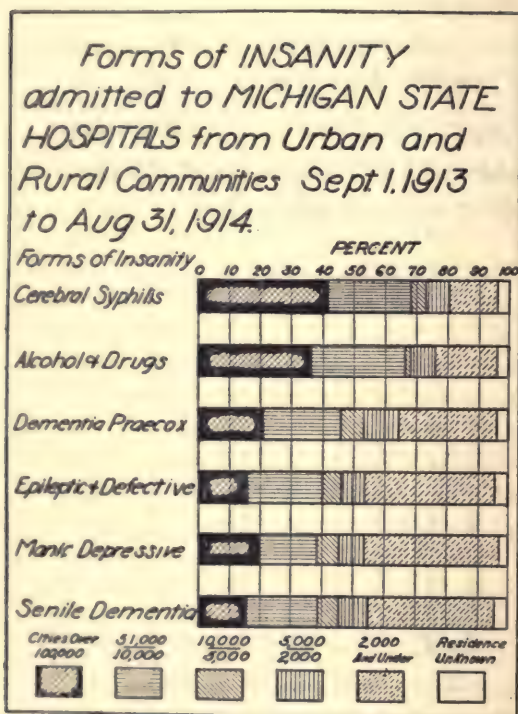 Forms of INSANITY
admitted to MICHIGAN STATE
HOSPITALS from Urban and
Rural Communities Sept 1, 1913
to Aug 31, 1914.
Forms of Insanity PERCENT
0 10 20 30 40 50 60 70 80 90 100
Cerebral Syphilis
Alcohol & Drugs
Dementia Praecox
Epileptic & Defective
Manic Depressive
Senile Dementia
Cities Over 51,000 10,000 5,000 2,000 Residence
100,000 10,000 5,000 2,000 And Under Unknown